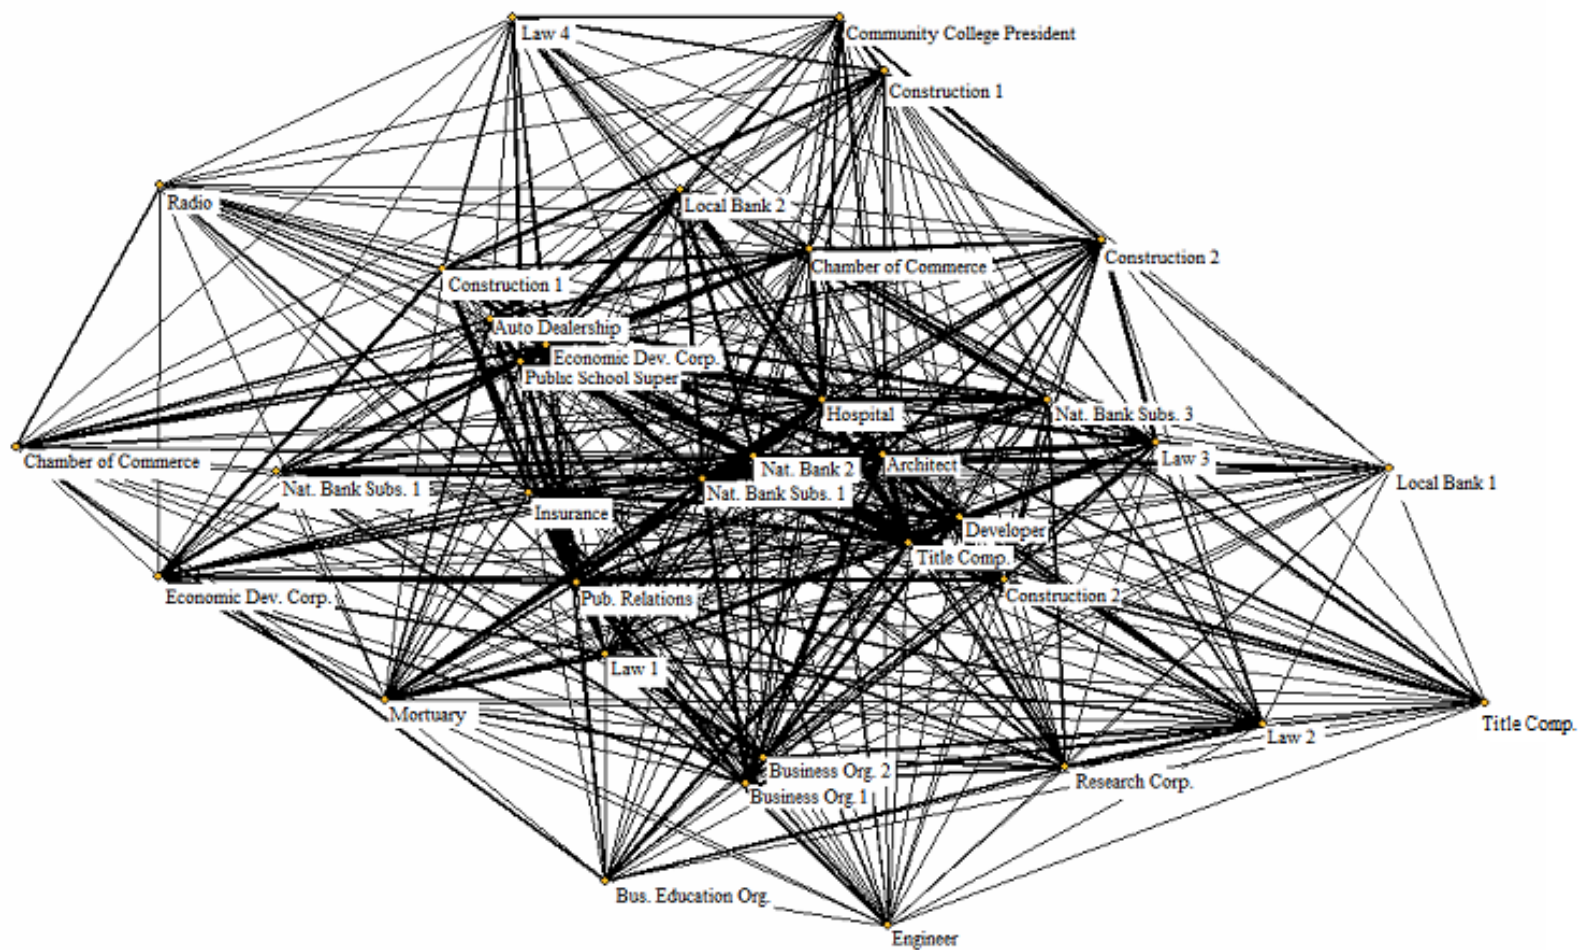 Law 4
Community College President
Construction 1
Radio
Local Bank 2
Construction 2
Chamber of Commerce
Construction 1
Auto Dealership
Economic Dev. Corp.
Public School Super
Hospital
Nat. Bank Subs. 3
Chamber of Commerce
Law 3
Architect
Nat. Bank 2
Local Bank 1
Nat. Bank Subs. 1
Nat. Bank Subs. 1
Insurance
Developer
Title Comp.
Economic Dev. Corp.
Pub. Relations
Construction 2
Law 1
Mortuary
Title Comp.
Law 2
Business Org. 2
Research Corp.
Business Org. 1
Bus. Education Org.
Engineer